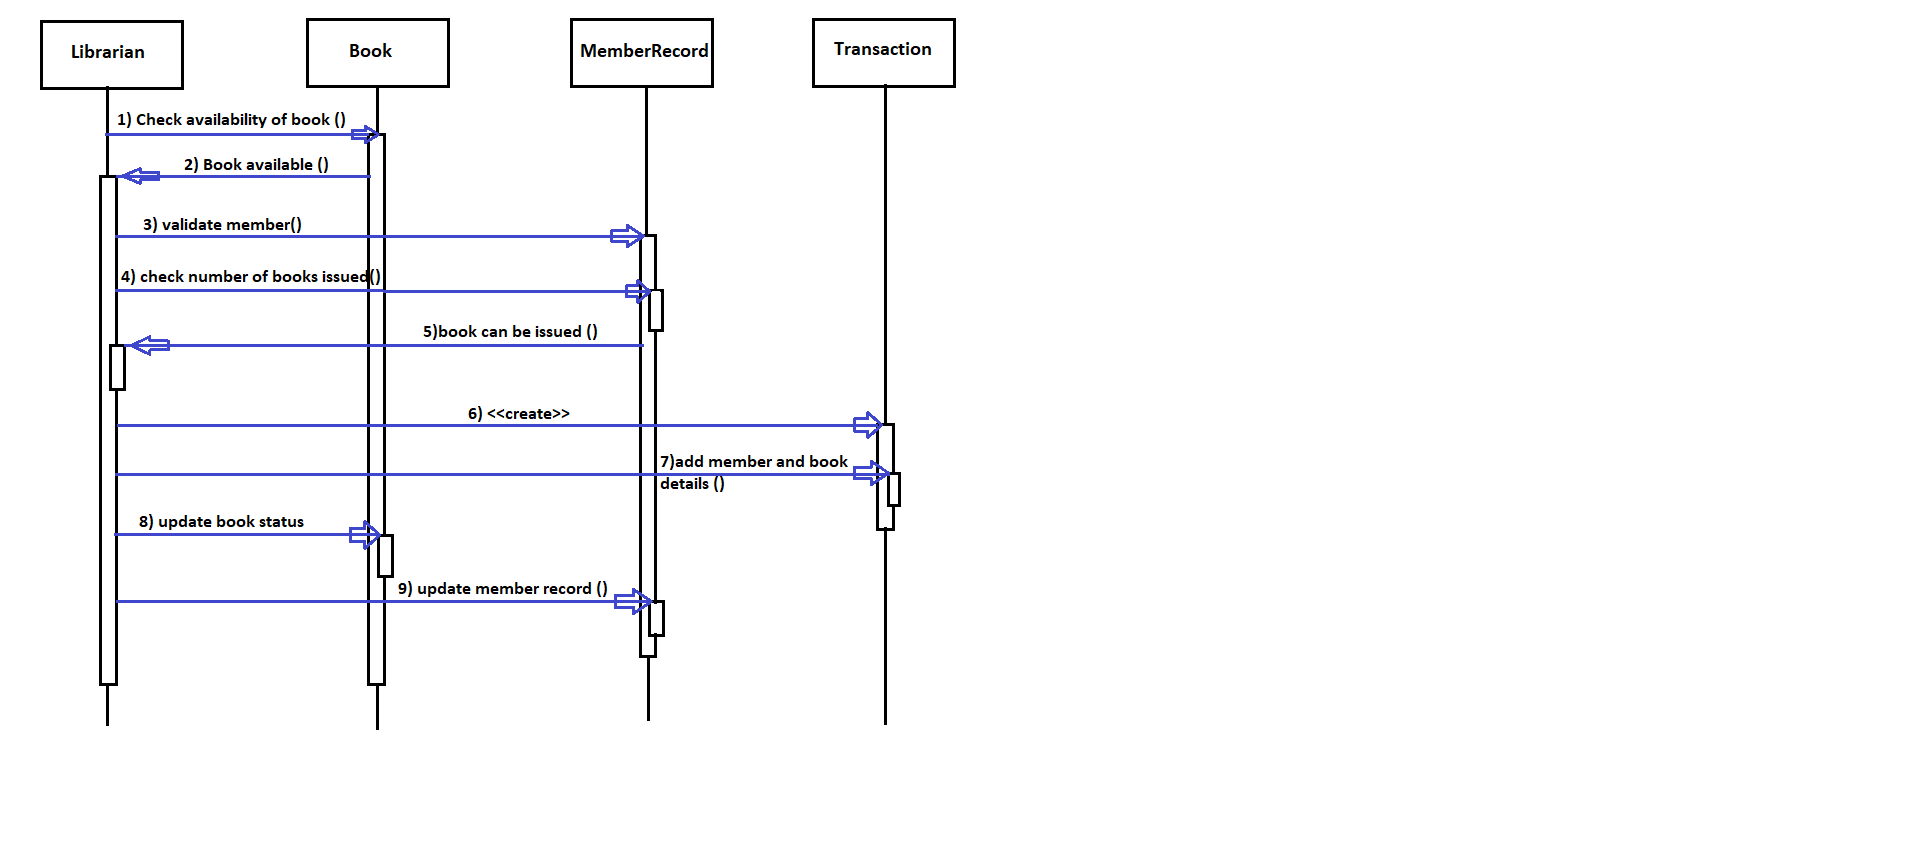 Librarian
Book
MemberRecord
Transaction
1) Check availability of book ()
2) Book available ()
3) validate member()
4) check number of books issued()
5)book can be issued ()
6) <<create>>
7)add member and book
details ()
8) update book status
9) update member record ()